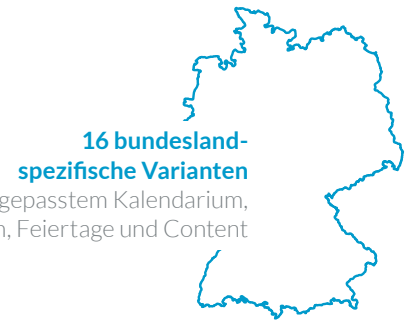 16 bundesland-
spezifische Varianten
gepasstem Kalendarium,
Feiertage und Content